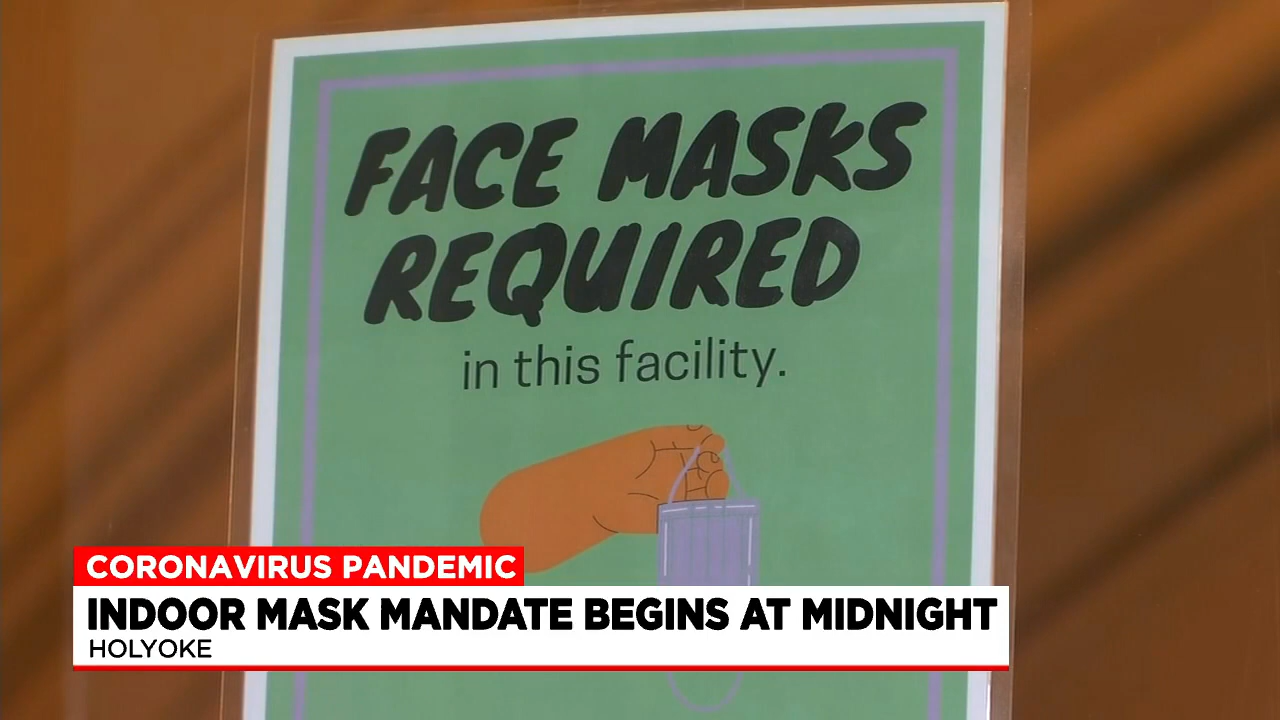 FACE MASKS
REQUIRED
in this facility.
CORONAVIRUS PANDEMIC
INDOOR MASK MANDATE BEGINS AT MIDNIGHT
HOLYOKE